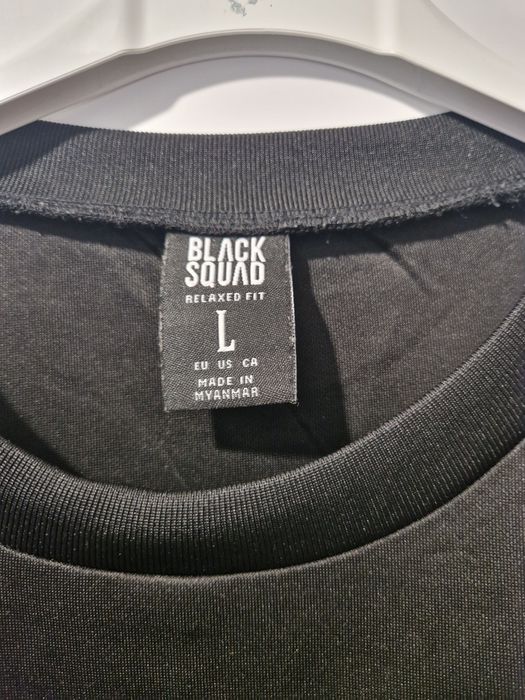 BLACK
SQUAD
RELAXED FIT
L
EU US CA
MADE IN
MYANMAR